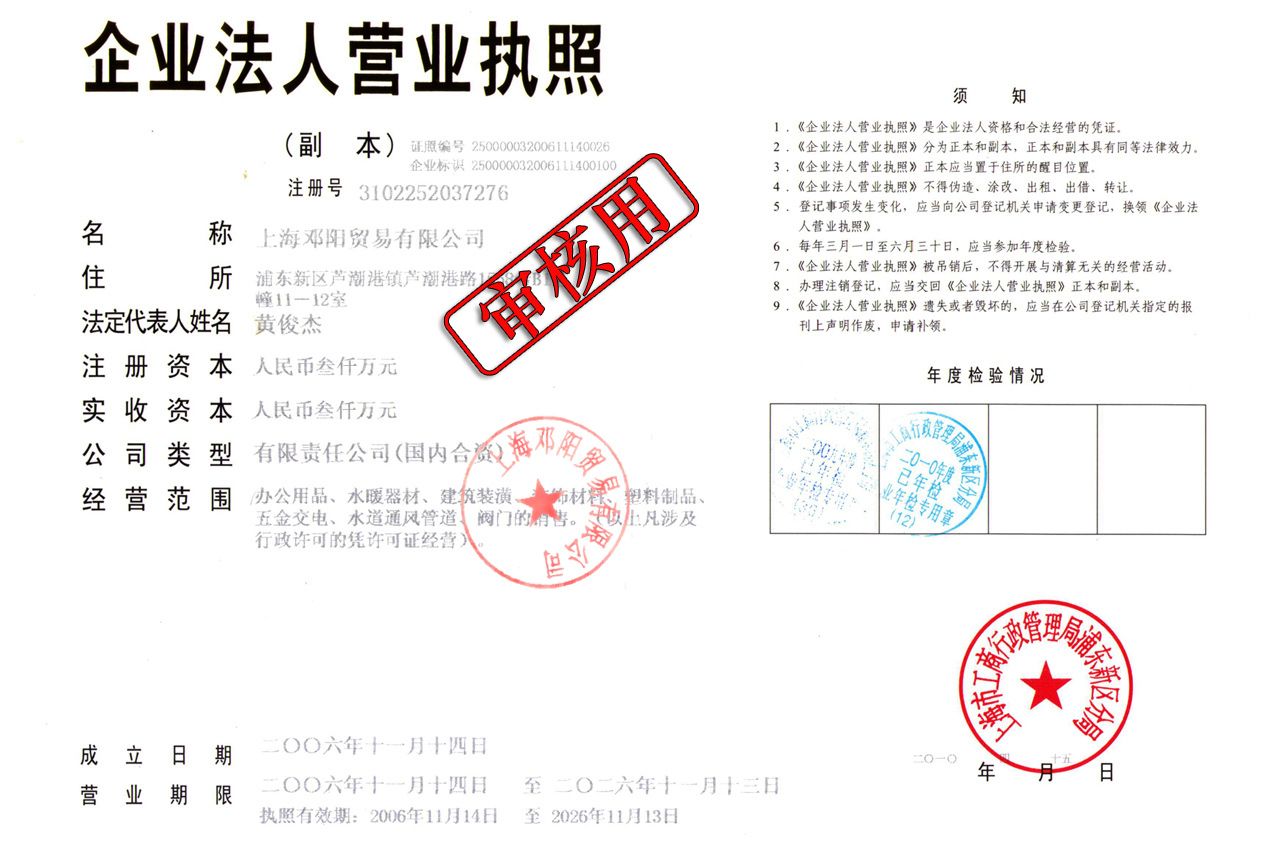 企业法人营业执照
（副 本）
证照编号 25000003200611140026
企业标识 25000003200611400100
注册号 3102252037276
名称 上海邓阳贸易有限公司
住所 浦东新区芦潮港镇芦潮港路
幢11－12室
法定代表人姓名 黄俊杰
注册资本 人民币叁仟万元
实收资本 人民币叁仟万元
公司类型 有限责任公司(国内合资)
经营范围 办公用品、水暖器材、建筑装潢、饰材料、塑料制品、
五金交电、水道通风管道、阀门的销售。以上凡涉及
行政许可的凭许可证经营）。
审核用
上海邓阳贸易有限公司
成立日期 二〇〇六年十一月十四日
营业期限 二〇〇六年十一月十四日 至 二〇二六年十一月十三日
执照有效期：2006年11月14日 至 2026年11月13日
须 知
1．《企业法人营业执照》是企业法人资格和合法经营的凭证。
2．《企业法人营业执照》分为正本和副本，正本和副本具有同等法律效力。
3．《企业法人营业执照》正本应当置于住所的醒目位置。
4．《企业法人营业执照》不得伪造、涂改、出租、出借、转让。
5．登记事项发生变化，应当向公司登记机关申请变更登记，换领《企业法
人营业执照》。
6．每年三月一日至六月三十日，应当参加年度检验。
7．《企业法人营业执照》被吊销后，不得开展与清算无关的经营活动。
8．办理注销登记，应当交回《企业法人营业执照》正本和副本。
9．《企业法人营业执照》遗失或者毁坏的，应当在公司登记机关指定的报
刊上声明作废，申请补领。
年度检验情况
工商行政管理局浦东新区分局
二〇一〇年度
已年检
业年检专用章
(12)
上海市工商行政管理局浦东新区分局
二〇一〇 四 十五
年 月 日